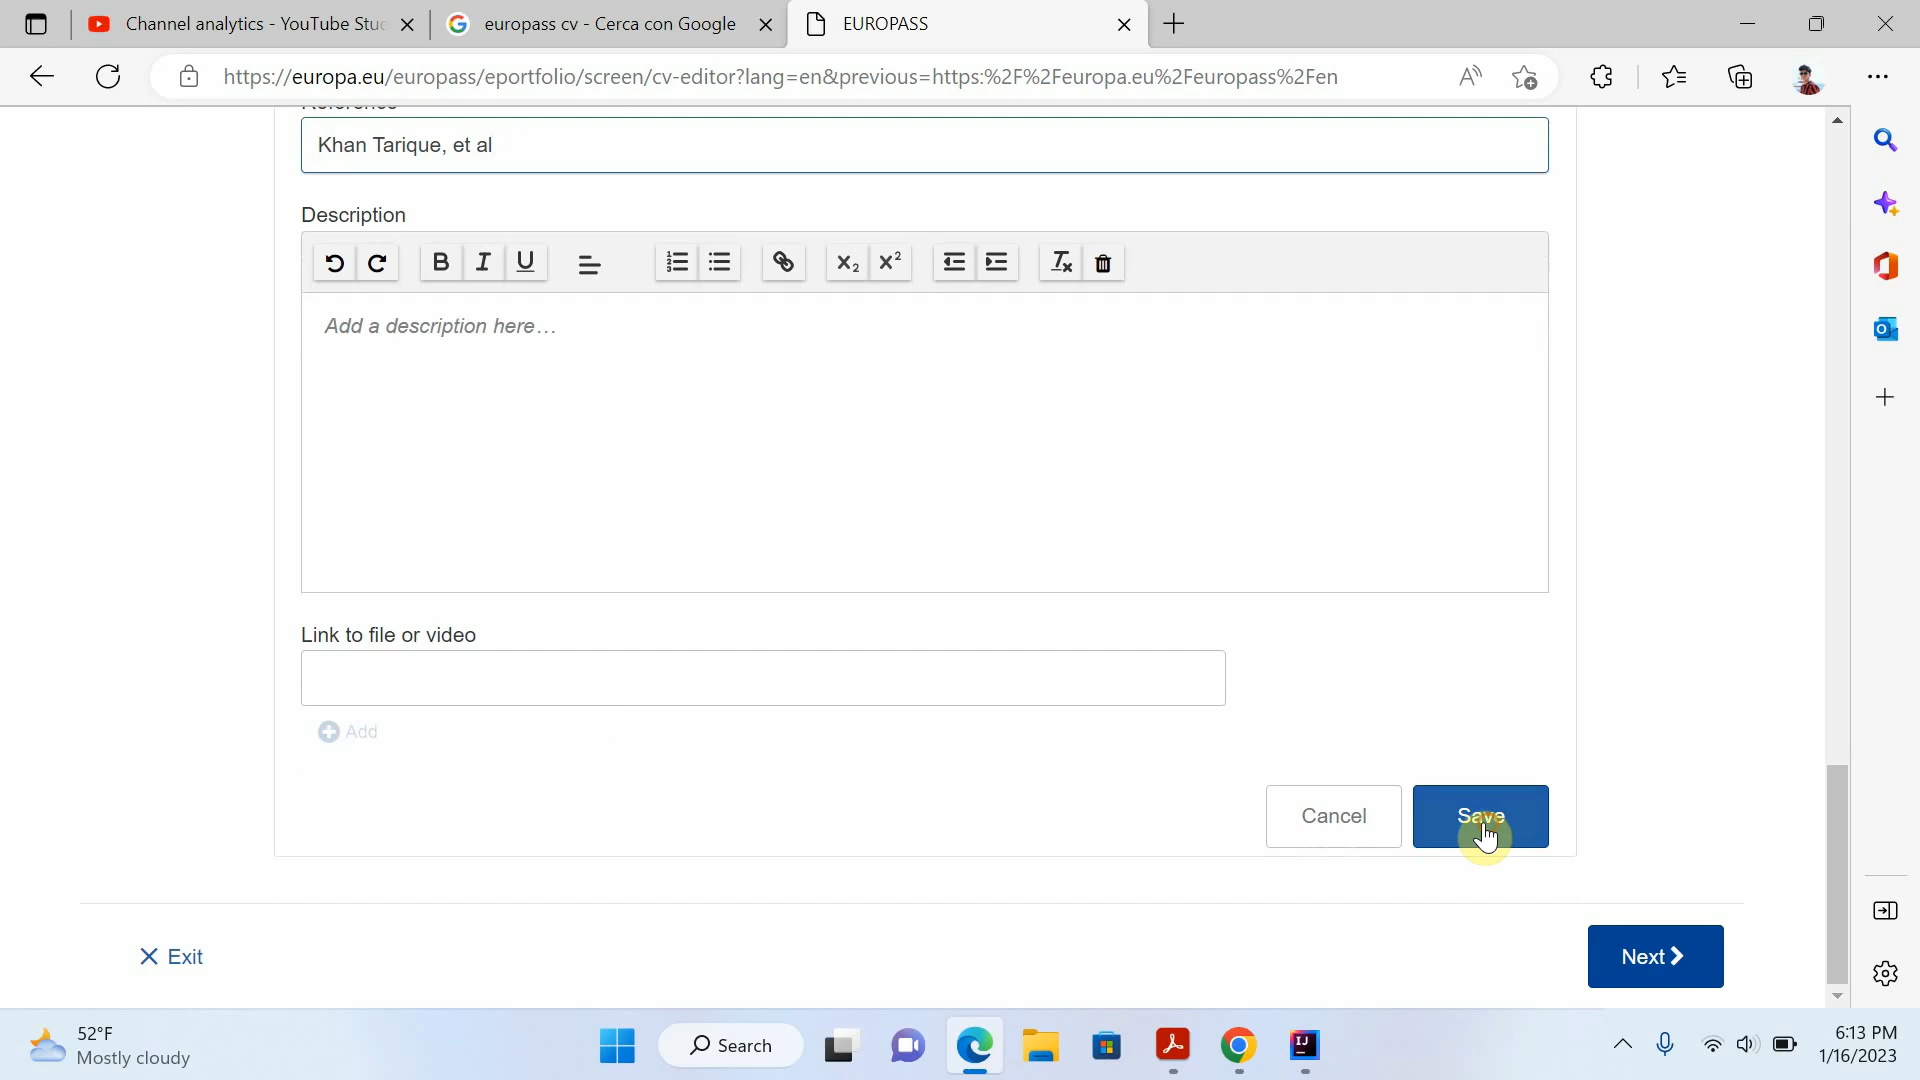 Channel analytics - YouTube Stu
europass cv - Cerca con Google
EUROPASS
https://europa.eu/europass/eportfolio/screen/cv-editor?lang=en&previous=https:%2F%2Feuropa.eu%2Feuropass%2Fen
Khan Tarique, et al
Description
Add a description here…
Link to file or video
Add
Cancel
Save
Exit
Next
52°F
Mostly cloudy
Search
6:13 PM
1/16/2023